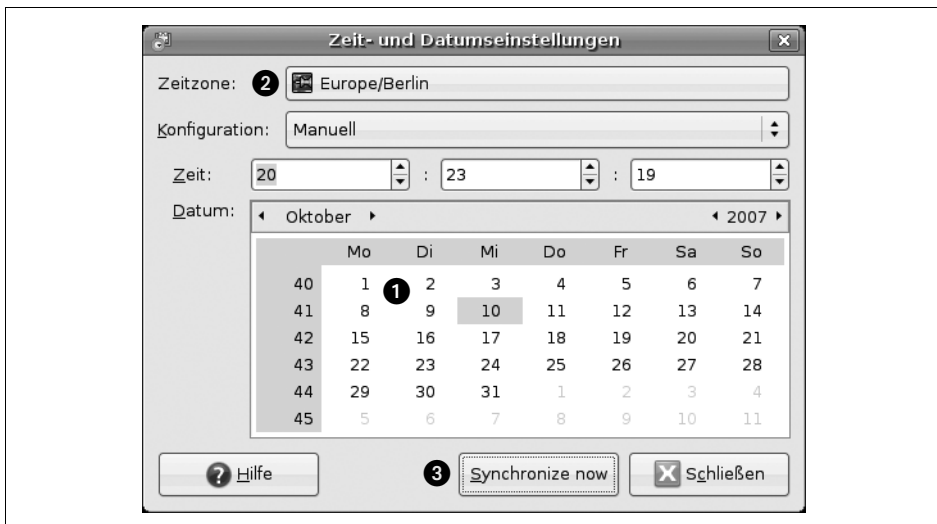 Zeit- und Datumseinstellungen
Zeitzone: 2 Europe/Berlin
Konfiguration: Manuell
Zeit: 20 : 23 : 19
Datum: Oktober 2007
Mo Di Mi Do Fr Sa So
40 1 2 3 4 5 6 7
1
41 8 9 10 11 12 13 14
42 15 16 17 18 19 20 21
43 22 23 24 25 26 27 28
44 29 30 31 1 2 3 4
45 5 6 7 8 9 10 11
Hilfe 3 Synchronize now Schließen